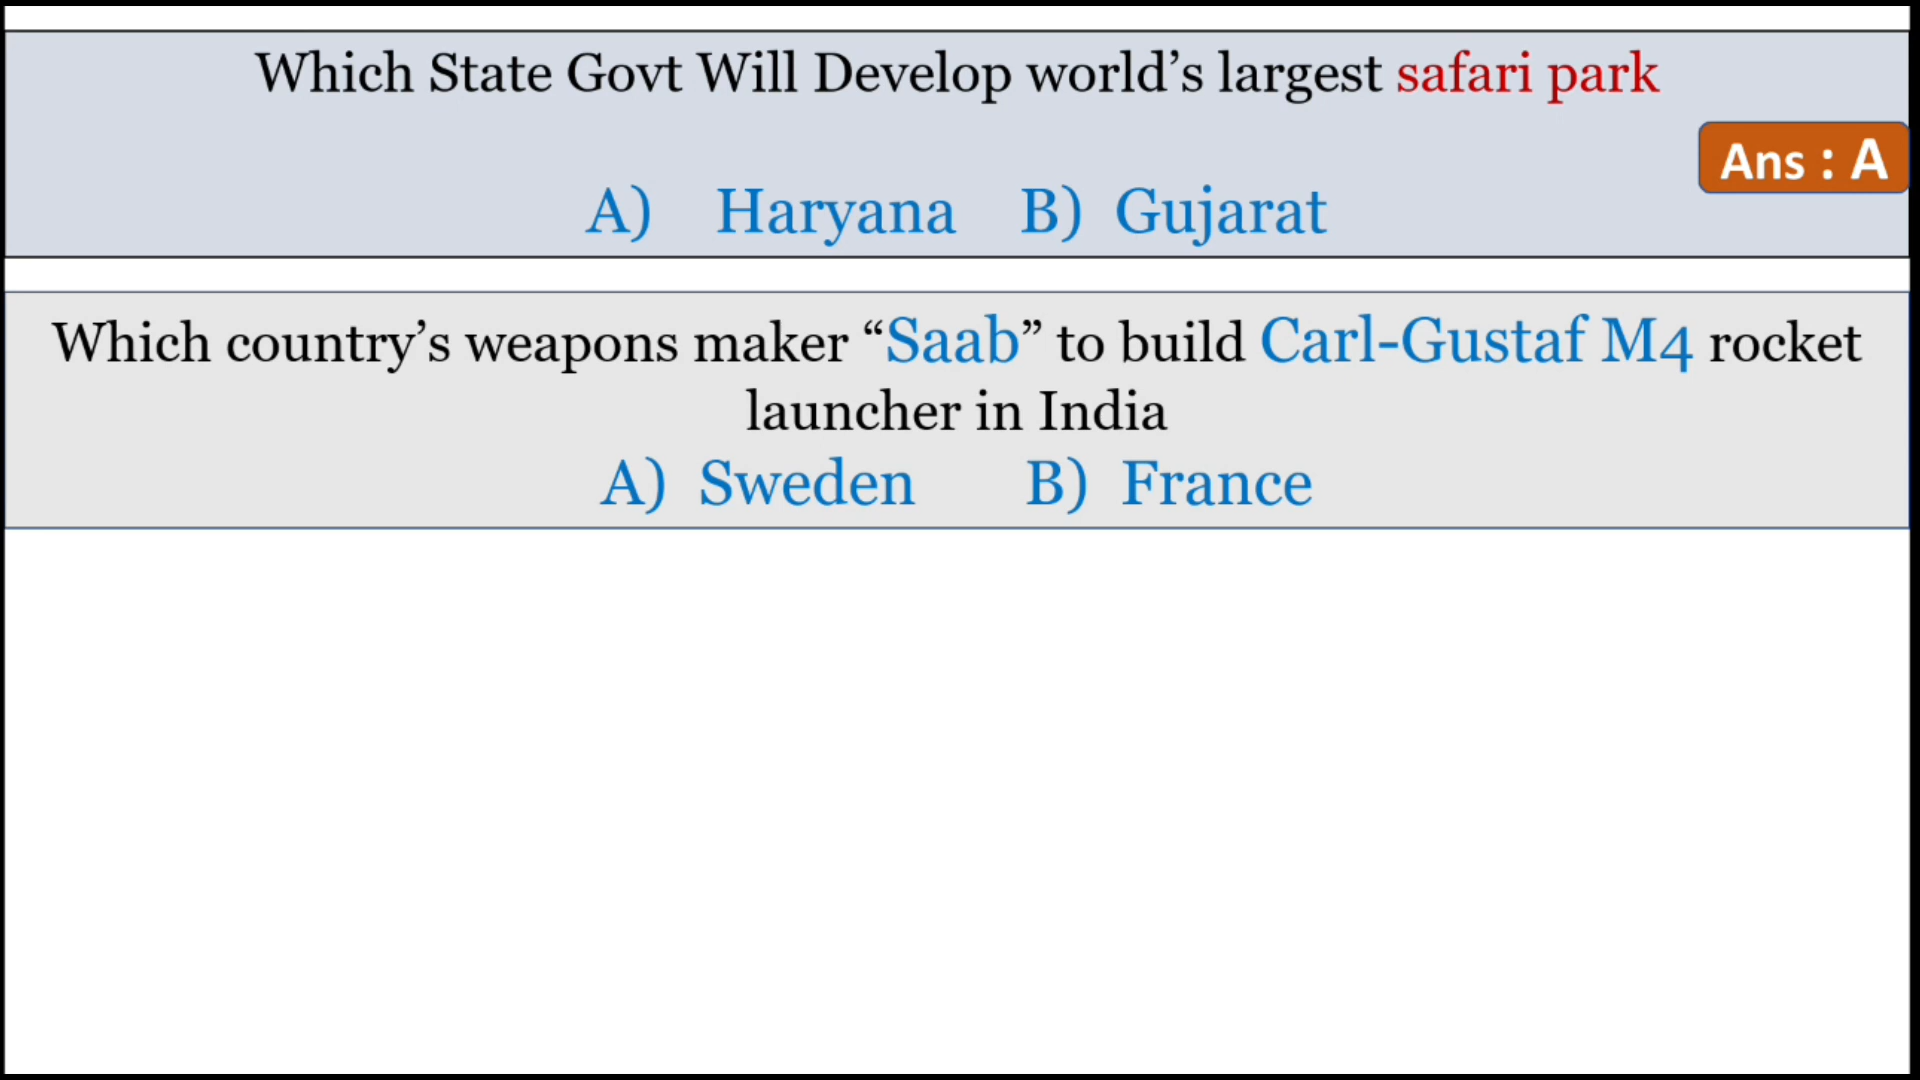 Which State Govt Will Develop world’s largest safari park
Ans : A
A) Haryana B) Gujarat
Which country’s weapons maker “Saab” to build Carl-Gustaf M4 rocket
launcher in India
A) Sweden B) France